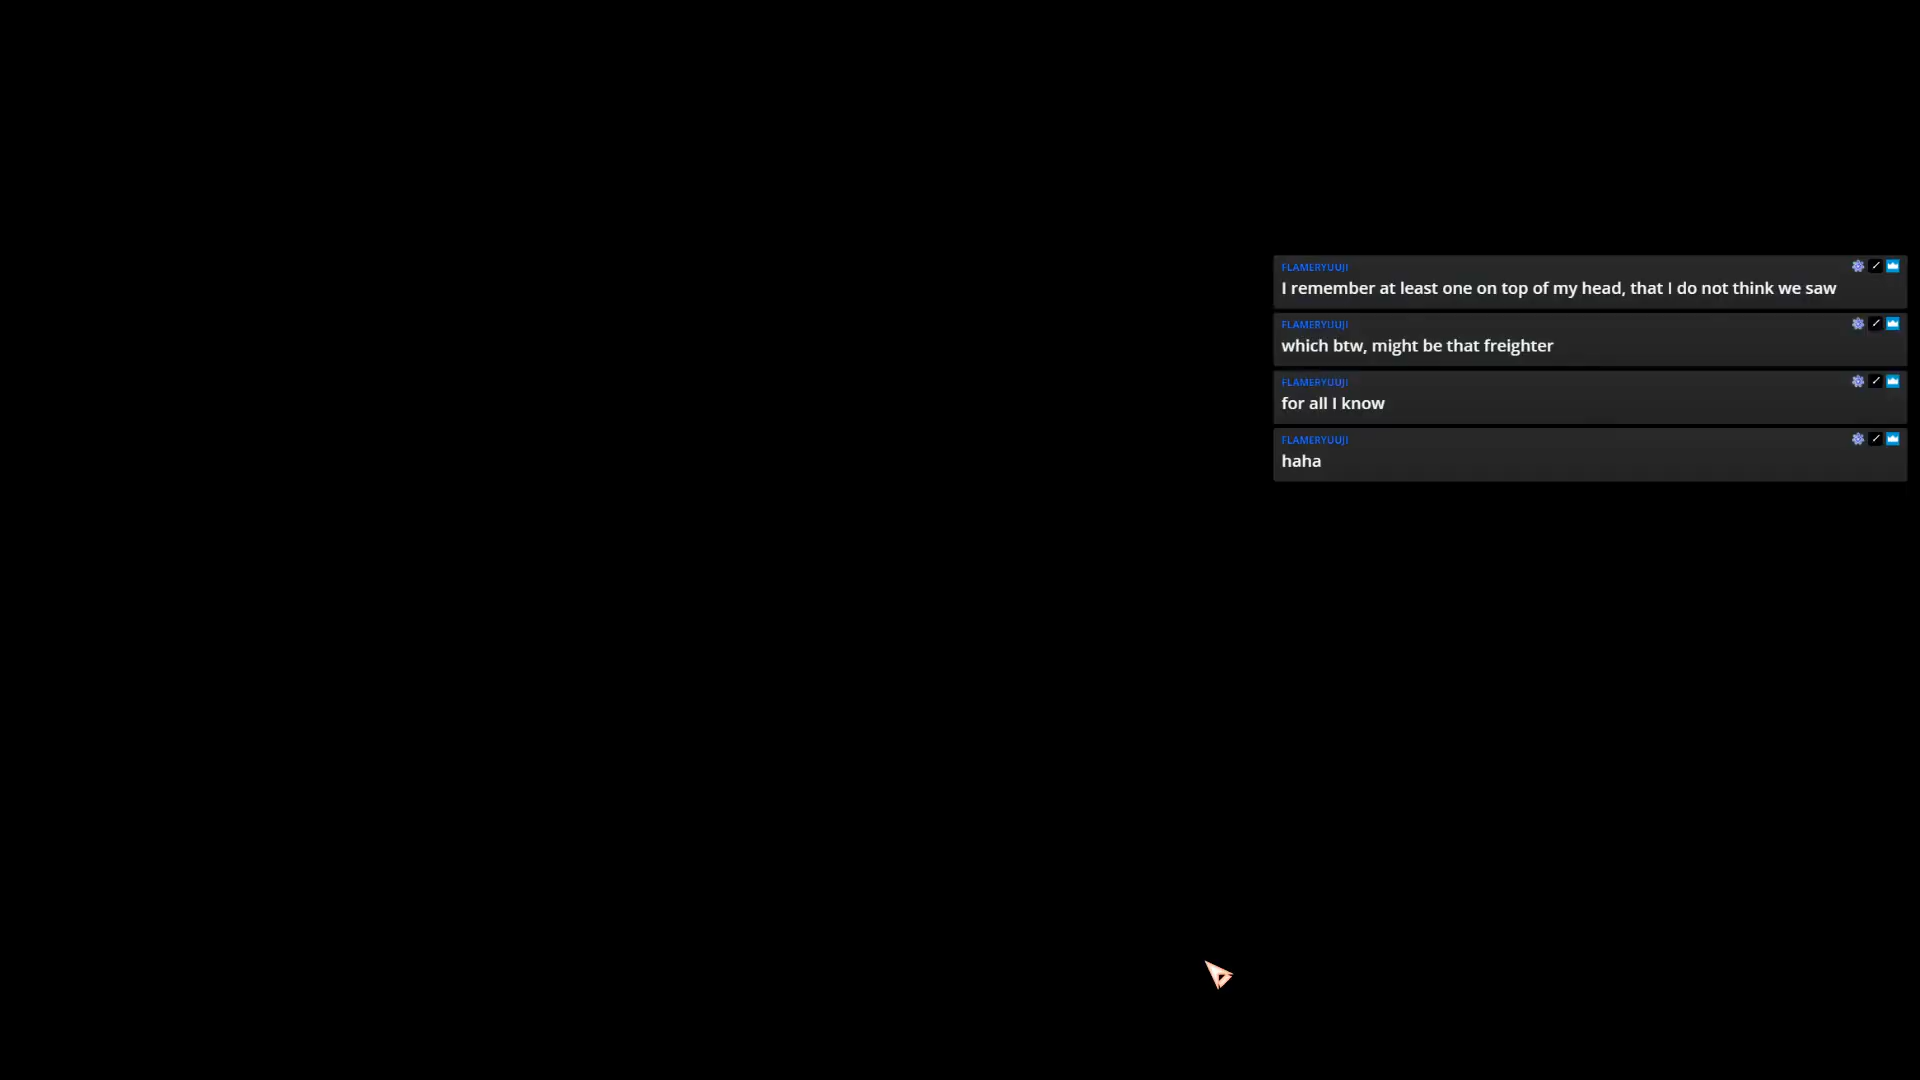 FLAMERYUUJI
I remember at least one on top of my head, that I do not think we saw
FLAMERYUUJI
which btw, might be that freighter
FLAMERYUUJI
for all I know
FLAMERYUUJI
haha